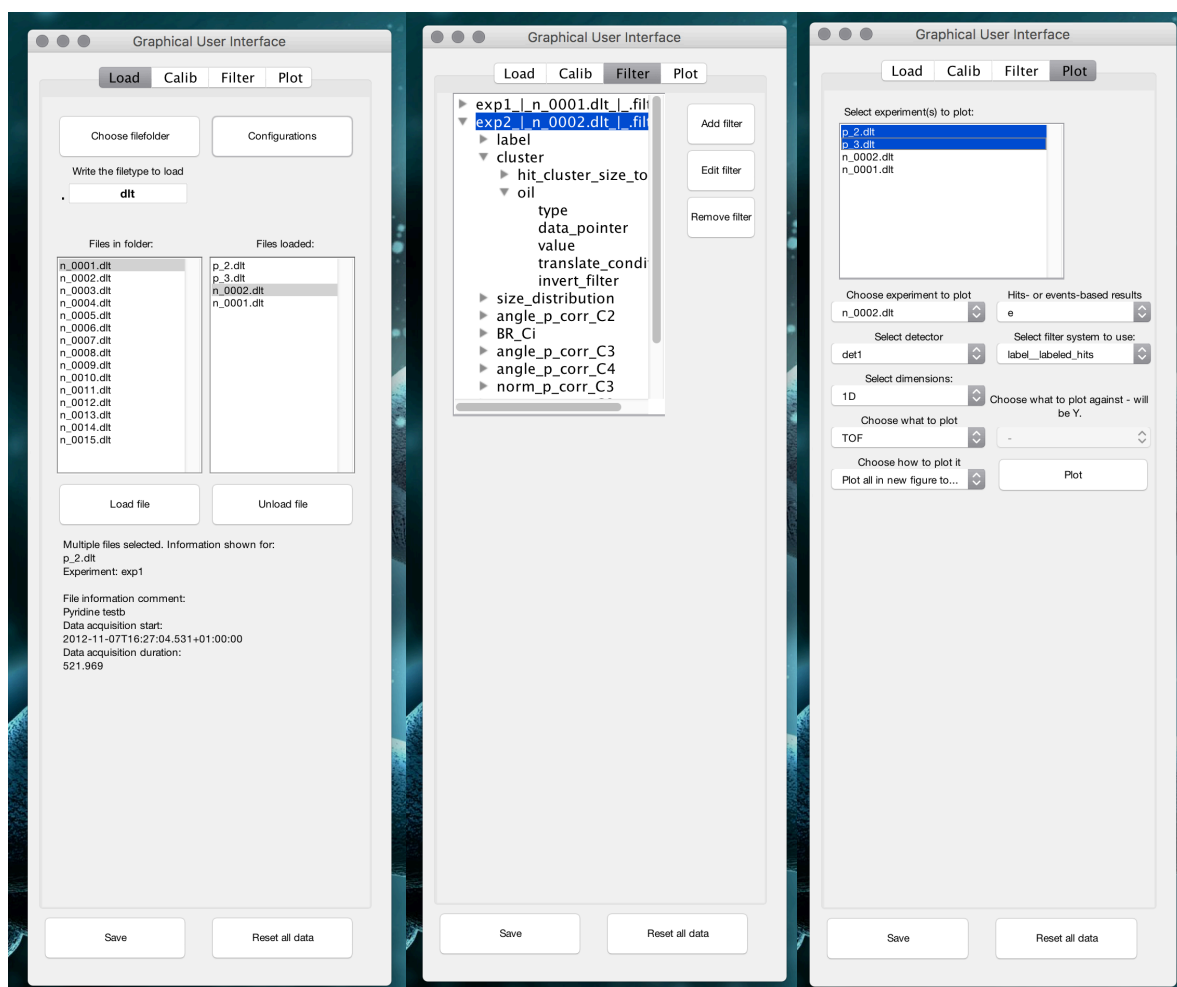 Graphical User Interface
Load Calib Filter Plot
Choose filefolder Configurations
Write the filetype to load
. dlt
Files in folder: Files loaded:
n_0001.dlt
n_0002.dlt
n_0003.dlt
n_0004.dlt
n_0005.dlt
n_0006.dlt
n_0007.dlt
n_0008.dlt
n_0009.dlt
n_0010.dlt
n_0011.dlt
n_0012.dlt
n_0013.dlt
n_0014.dlt
n_0015.dlt
p_2.dlt
p_3.dlt
n_0002.dlt
n_0001.dlt
Load file Unload file
Multiple files selected. Information shown for:
p_2.dlt
Experiment: exp1
File information comment:
Pyridine testb
Data acquisition start:
2012-11-07T16:27:04.531+01:00:00
Data acquisition duration:
521.969
Save Reset all data
Graphical User Interface
Load Calib Filter Plot
exp1_|_n_0001.dlt_|_.filt
exp2_|_n_0002.dlt_|_.filt
label
cluster
hit_cluster_size_to
oil
type
data_pointer
value
translate_condi
invert_filter
size_distribution
angle_p_corr_C2
BR_Ci
angle_p_corr_C3
angle_p_corr_C4
norm_p_corr_C3
Add filter
Edit filter
Remove filter
Save Reset all data
Graphical User Interface
Load Calib Filter Plot
Select experiment(s) to plot:
p_2.dlt
p_3.dlt
n_0002.dlt
n_0001.dlt
Choose experiment to plot Hits- or events-based results
n_0002.dlt e
Select detector Select filter system to use:
det1 label__labeled_hits
Select dimensions:
1D
Choose what to plot against - will
be Y.
Choose what to plot
TOF -
Choose how to plot it
Plot all in new figure to... Plot
Save Reset all data